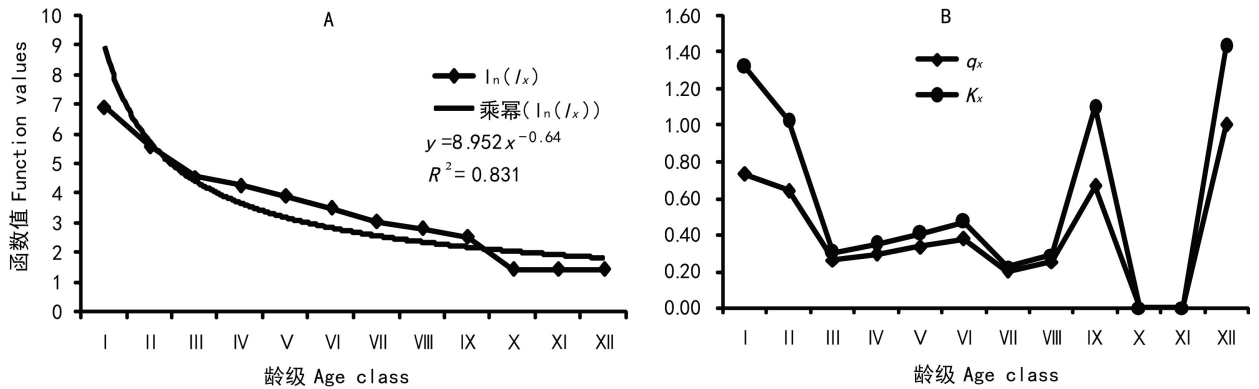 A
10
9
8
7
6
5
4
3
2
1
0
函数值 Function values
ln(lx)
乘幂(ln(lx))
y=8.952x−0.64
R2=0.831
Ⅰ Ⅱ Ⅲ Ⅳ Ⅴ Ⅵ Ⅶ Ⅷ Ⅸ Ⅹ Ⅺ Ⅻ
龄级 Age class
B
1.60
1.40
1.20
1.00
0.80
0.60
0.40
0.20
0.00
qx
Kx
Ⅰ Ⅱ Ⅲ Ⅳ Ⅴ Ⅵ Ⅶ Ⅷ Ⅸ Ⅹ Ⅺ Ⅻ
龄级 Age class